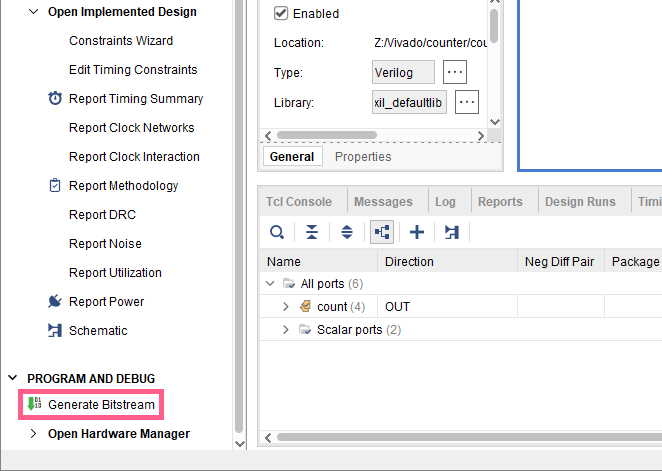 Open Implemented Design
Constraints Wizard
Edit Timing Constraints
Report Timing Summary
Report Clock Networks
Report Clock Interaction
Report Methodology
Report DRC
Report Noise
Report Utilization
Report Power
Schematic
PROGRAM AND DEBUG
Generate Bitstream
Open Hardware Manager
Enabled
Location: Z:/Vivado/counter/cou
Type: Verilog ...
Library: xil_defaultlib ...
General Properties
Tcl Console Messages Log Reports Design Runs Timi
Name Direction Neg Diff Pair Package
All ports (6)
count (4) OUT
Scalar ports (2)